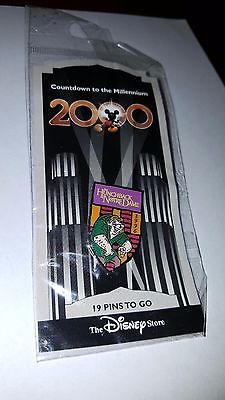 Countdown to the Millennium
2000
THE HUNCHBACK
OF NOTRE DAME
19 PINS TO GO
The DISNEY Store